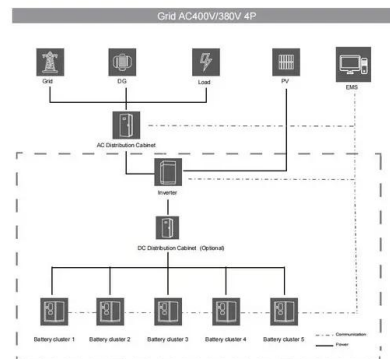 Grid AC400V/380V 4P
Grid
DG
Load
PV
EMS
AC Distribution Cabinet
Inverter
DC Distribution Cabinet (Optional)
Battery cluster 1
Battery cluster 2
Battery cluster 3
Battery cluster 4
Battery cluster 5
Communication
Power